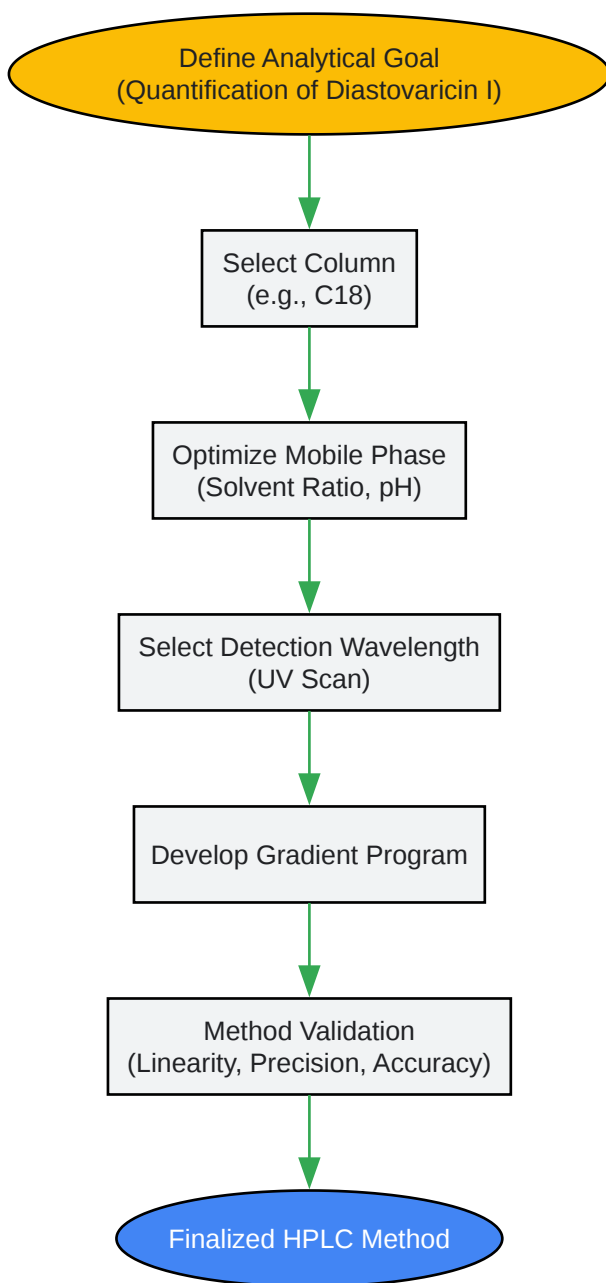 Define Analytical Goal
(Quantification of Diastovaricin I)
Select Column
(e.g., C18)
Optimize Mobile Phase
(Solvent Ratio, pH)
Select Detection Wavelength
(UV Scan)
Develop Gradient Program
Method Validation
(Linearity, Precision, Accuracy)
Finalized HPLC Method